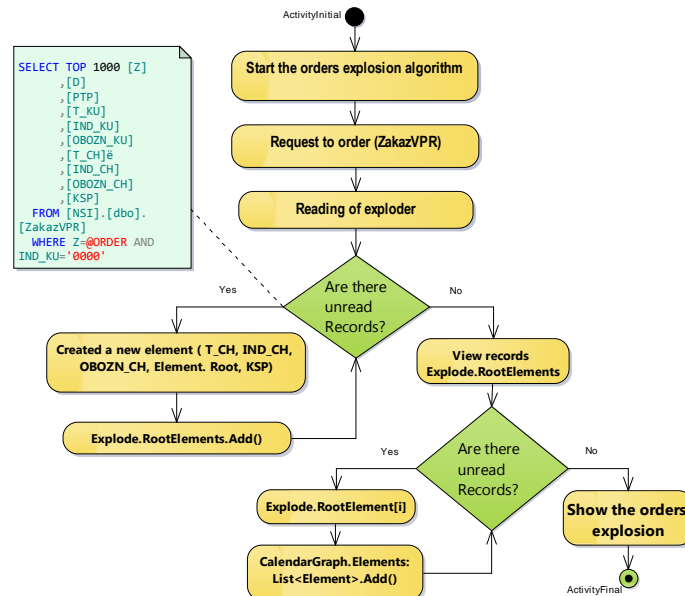 ActivityInitial
SELECT TOP 1000 [Z]
,[D]
,[PTP]
,[T_KU]
,[IND_KU]
,[OBOZN_KU]
,[T_CH]ё
,[IND_CH]
,[OBOZN_CH]
,[KSP]
FROM [NSI].[dbo].
[ZakazVPR]
WHERE Z=@ORDER AND
IND_KU='0000'
Start the orders explosion algorithm
Request to order (ZakazVPR)
Reading of exploder
Are there
unread
Records?
Yes
No
Created a new element ( T_CH, IND_CH,
OBOZN_CH, Element. Root, KSP)
Explode.RootElements.Add()
View records
Explode.RootElements
Are there
unread
Records?
Yes
No
Explode.RootElement[i]
CalendarGraph.Elements:
List<Element>.Add()
Show the orders
explosion
ActivityFinal